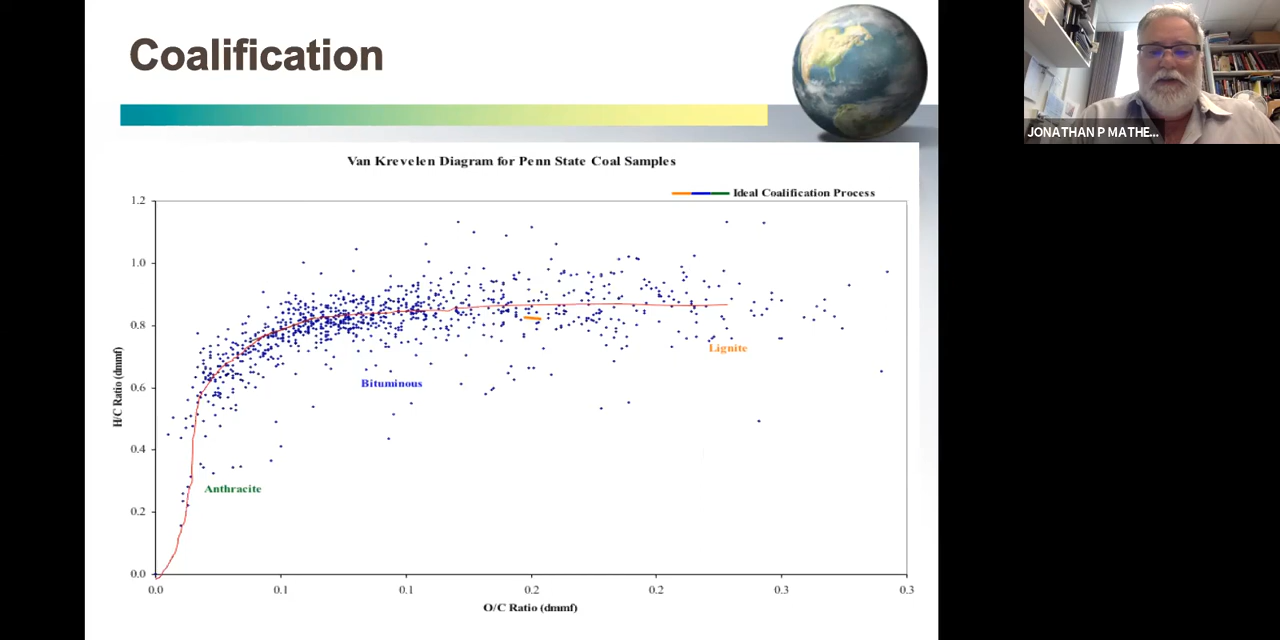 Coalification
JONATHAN P MATHE...
Van Krevelen Diagram for Penn State Coal Samples
Ideal Coalification Process
1.2
1.0
0.8
0.6
0.4
0.2
0.0
H/C Ratio (dmmf)
Lignite
Bituminous
Anthracite
0.0 0.1 0.1 0.2 0.2 0.3 0.3
O/C Ratio (dmmf)